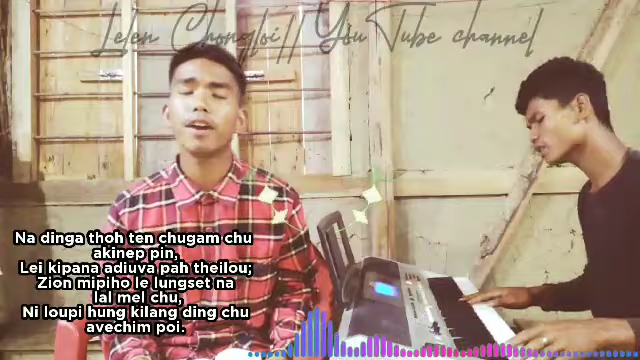 Lelen Chongloi // YouTube channel
Na dinga thoh ten chugam chu
akinep pin,
Lei kipana adiuva pah theilou;
Zion mipiho le lungset na
lal mel chu,
Ni loupi hung kilang ding chu
avechim poi.